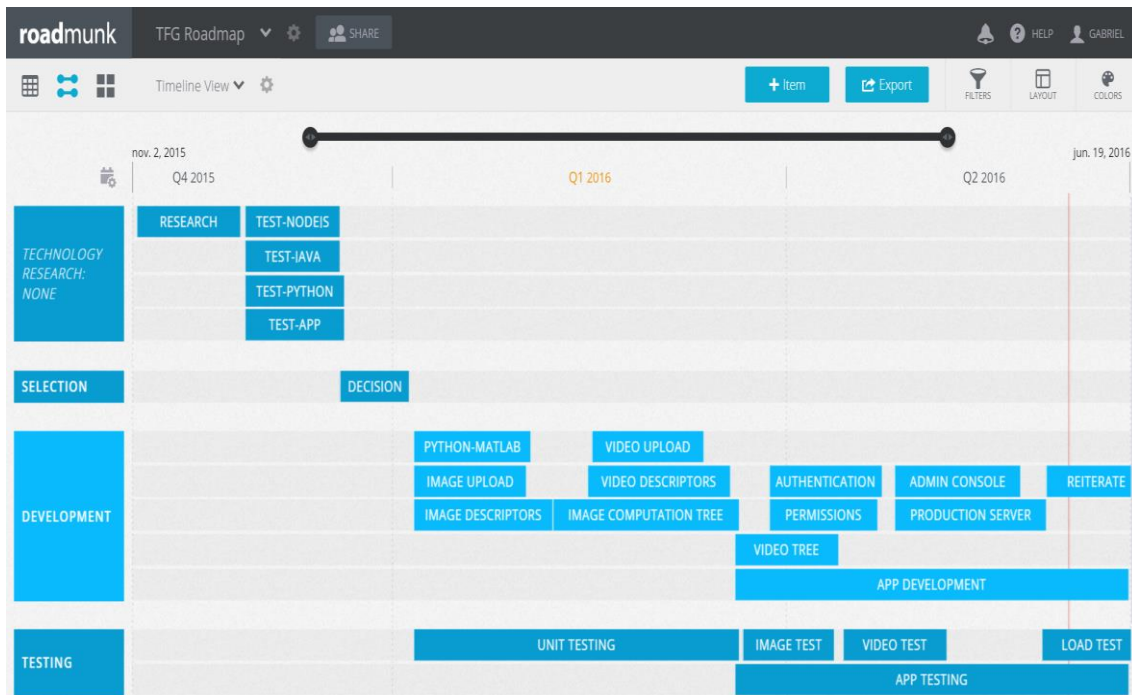 roadmunk TFG Roadmap SHARE HELP GABRIEL
Timeline View + Item Export FILTERS LAYOUT COLORS
nov. 2, 2015 jun. 19, 2016
Q4 2015 Q1 2016 Q2 2016
TECHNOLOGY
RESEARCH:
NONE
RESEARCH TEST-NODEJS
TEST-JAVA
TEST-PYTHON
TEST-APP
SELECTION DECISION
DEVELOPMENT
PYTHON-MATLAB VIDEO UPLOAD
IMAGE UPLOAD VIDEO DESCRIPTORS AUTHENTICATION ADMIN CONSOLE REITERATE
IMAGE DESCRIPTORS IMAGE COMPUTATION TREE PERMISSIONS PRODUCTION SERVER
VIDEO TREE
APP DEVELOPMENT
TESTING
UNIT TESTING IMAGE TEST VIDEO TEST LOAD TEST
APP TESTING